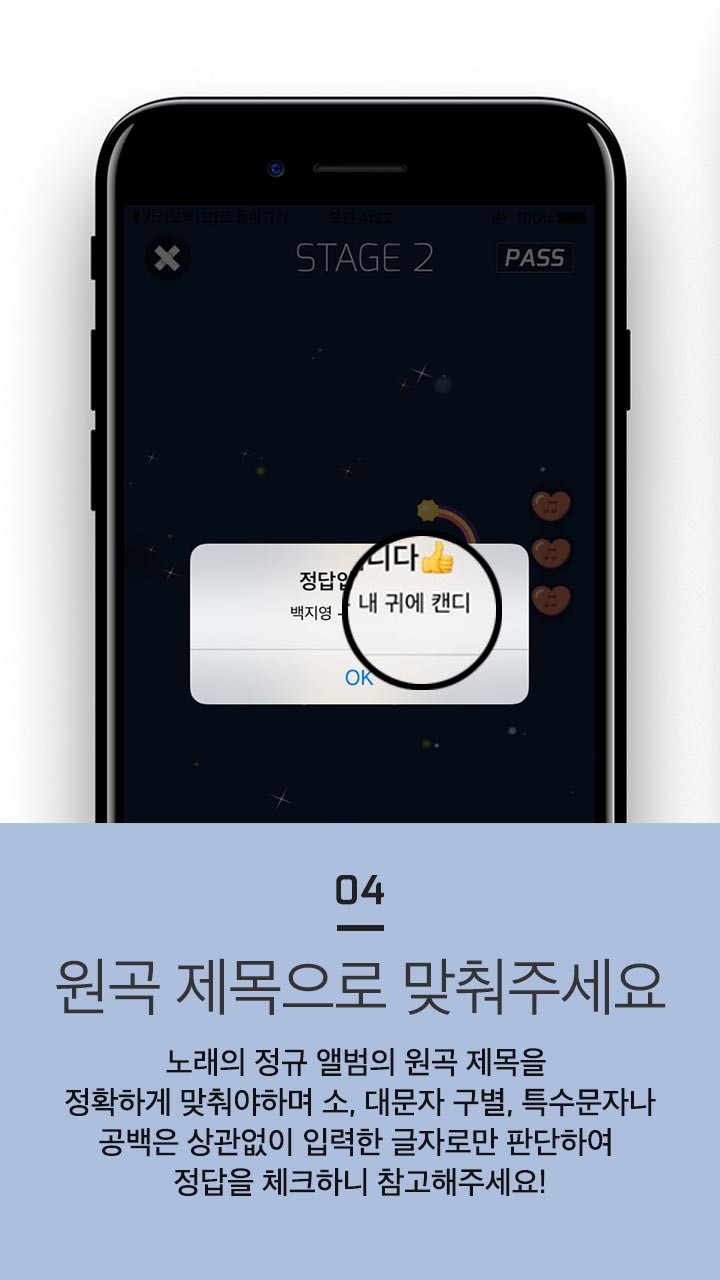 카카오톡(으)로 돌아가기 오전 4:22 100%
STAGE 2
PASS
정답입니다👍
백지영 - 내 귀에 캔디
OK
04
원곡 제목으로 맞춰주세요
노래의 정규 앨범의 원곡 제목을
정확하게 맞춰야하며 소, 대문자 구별, 특수문자나
공백은 상관없이 입력한 글자로만 판단하여
정답을 체크하니 참고해주세요!